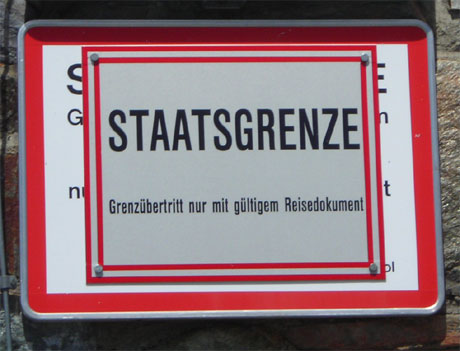 STAATSGRENZE
Grenzübertritt nur mit gültigem Reisedokument